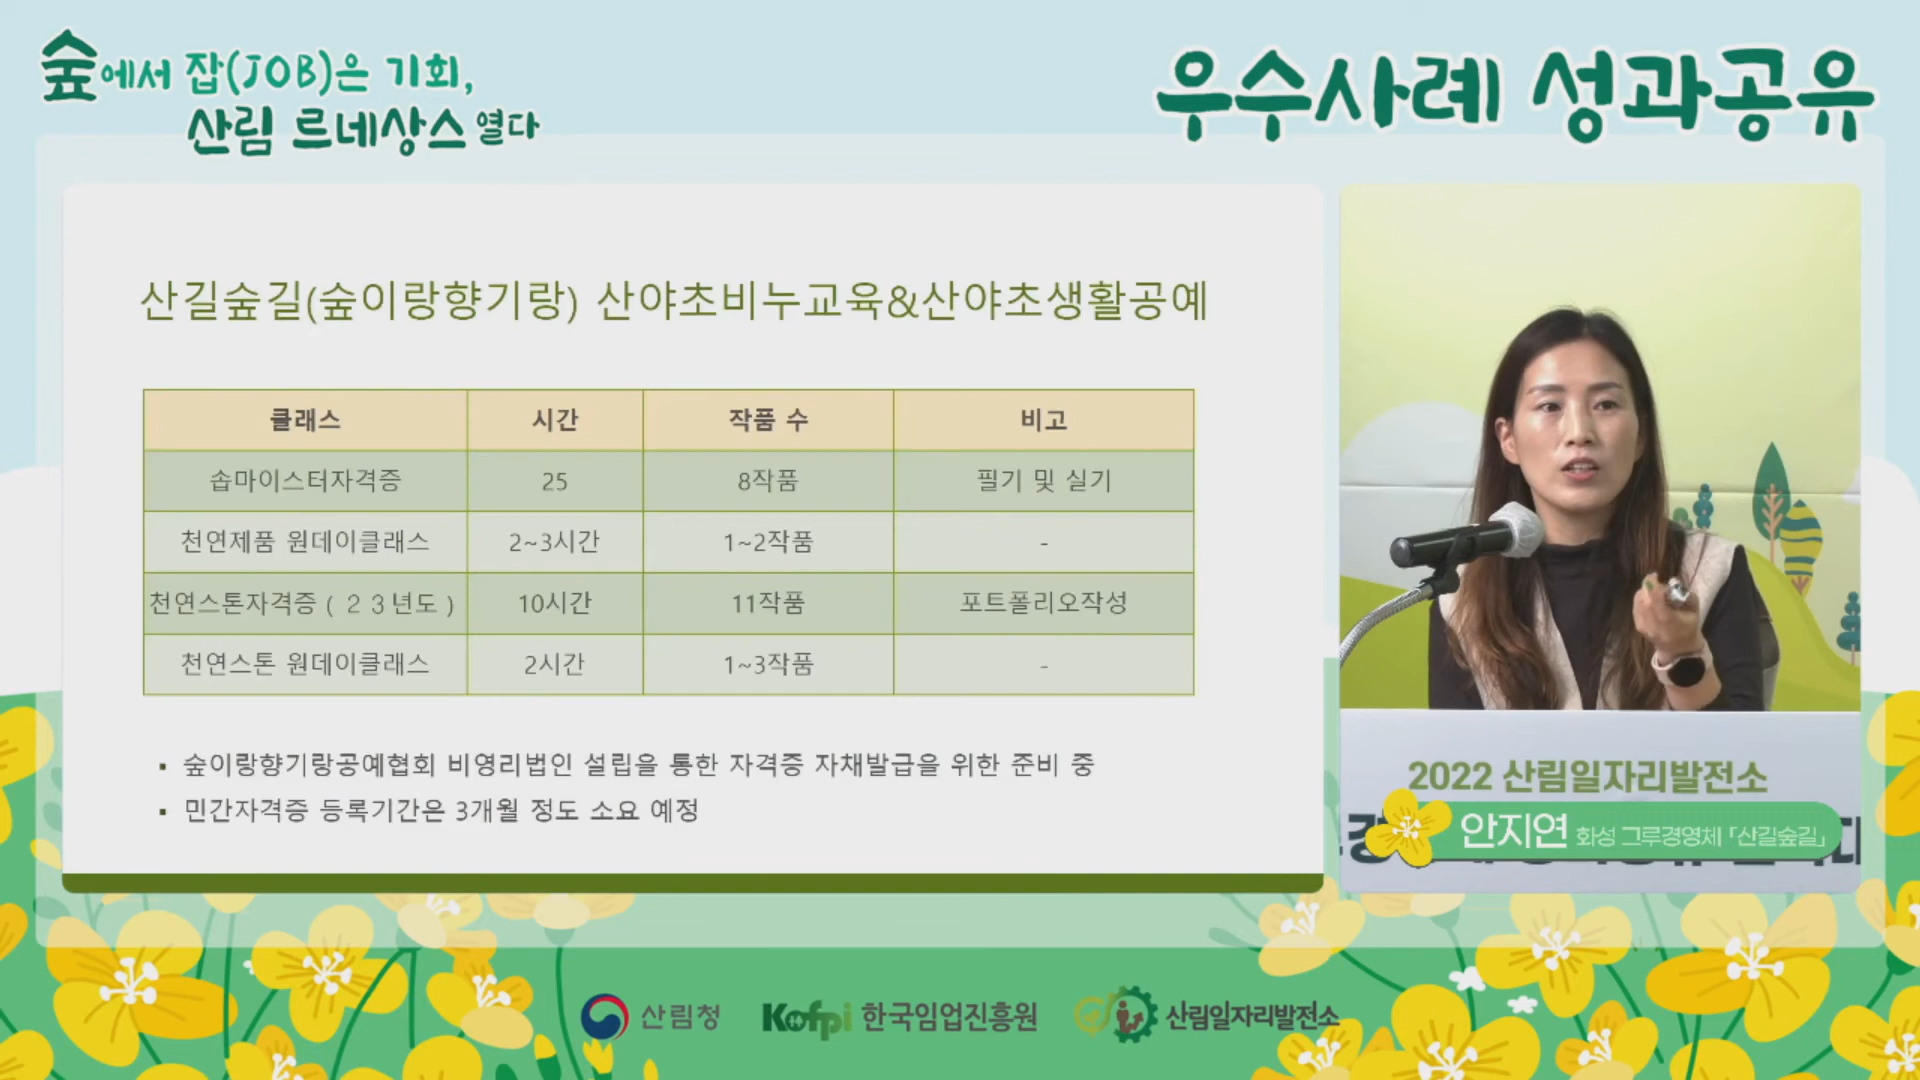 숲에서 잡(JOB)은 기회,
산림 르네상스 열다
우수사례 성과공유
산길숲길(숲이랑향기랑) 산야초비누교육&산야초생활공예
클래스 시간 작품 수 비고
솝마이스터자격증 25 8작품 필기 및 실기
천연제품 원데이클래스 2~3시간 1~2작품 -
천연스톤자격증 ( 2 3 년도 ) 10시간 11작품 포트폴리오작성
천연스톤 원데이클래스 2시간 1~3작품 -
▪ 숲이랑향기랑공예협회 비영리법인 설립을 통한 자격증 자채발급을 위한 준비 중
▪ 민간자격증 등록기간은 3개월 정도 소요 예정
2022 산림일자리발전소
안지연 화성 그루경영체 「산길숲길」
산림청
Kofpi 한국임업진흥원
산림일자리발전소